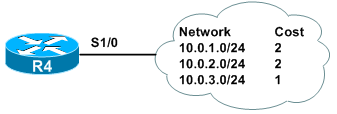 S1/0
R4
Network Cost
10.0.1.0/24 2
10.0.2.0/24 2
10.0.3.0/24 1